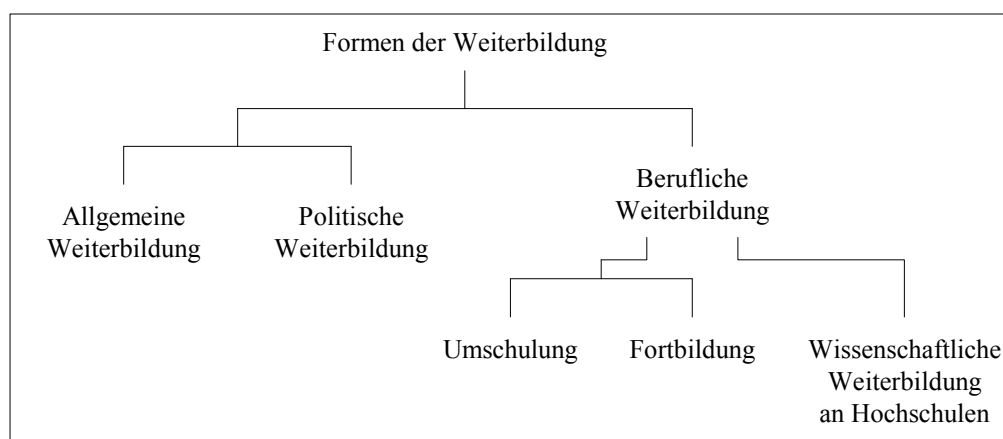 Formen der Weiterbildung
Allgemeine
Weiterbildung
Politische
Weiterbildung
Berufliche
Weiterbildung
Umschulung
Fortbildung
Wissenschaftliche
Weiterbildung
an Hochschulen